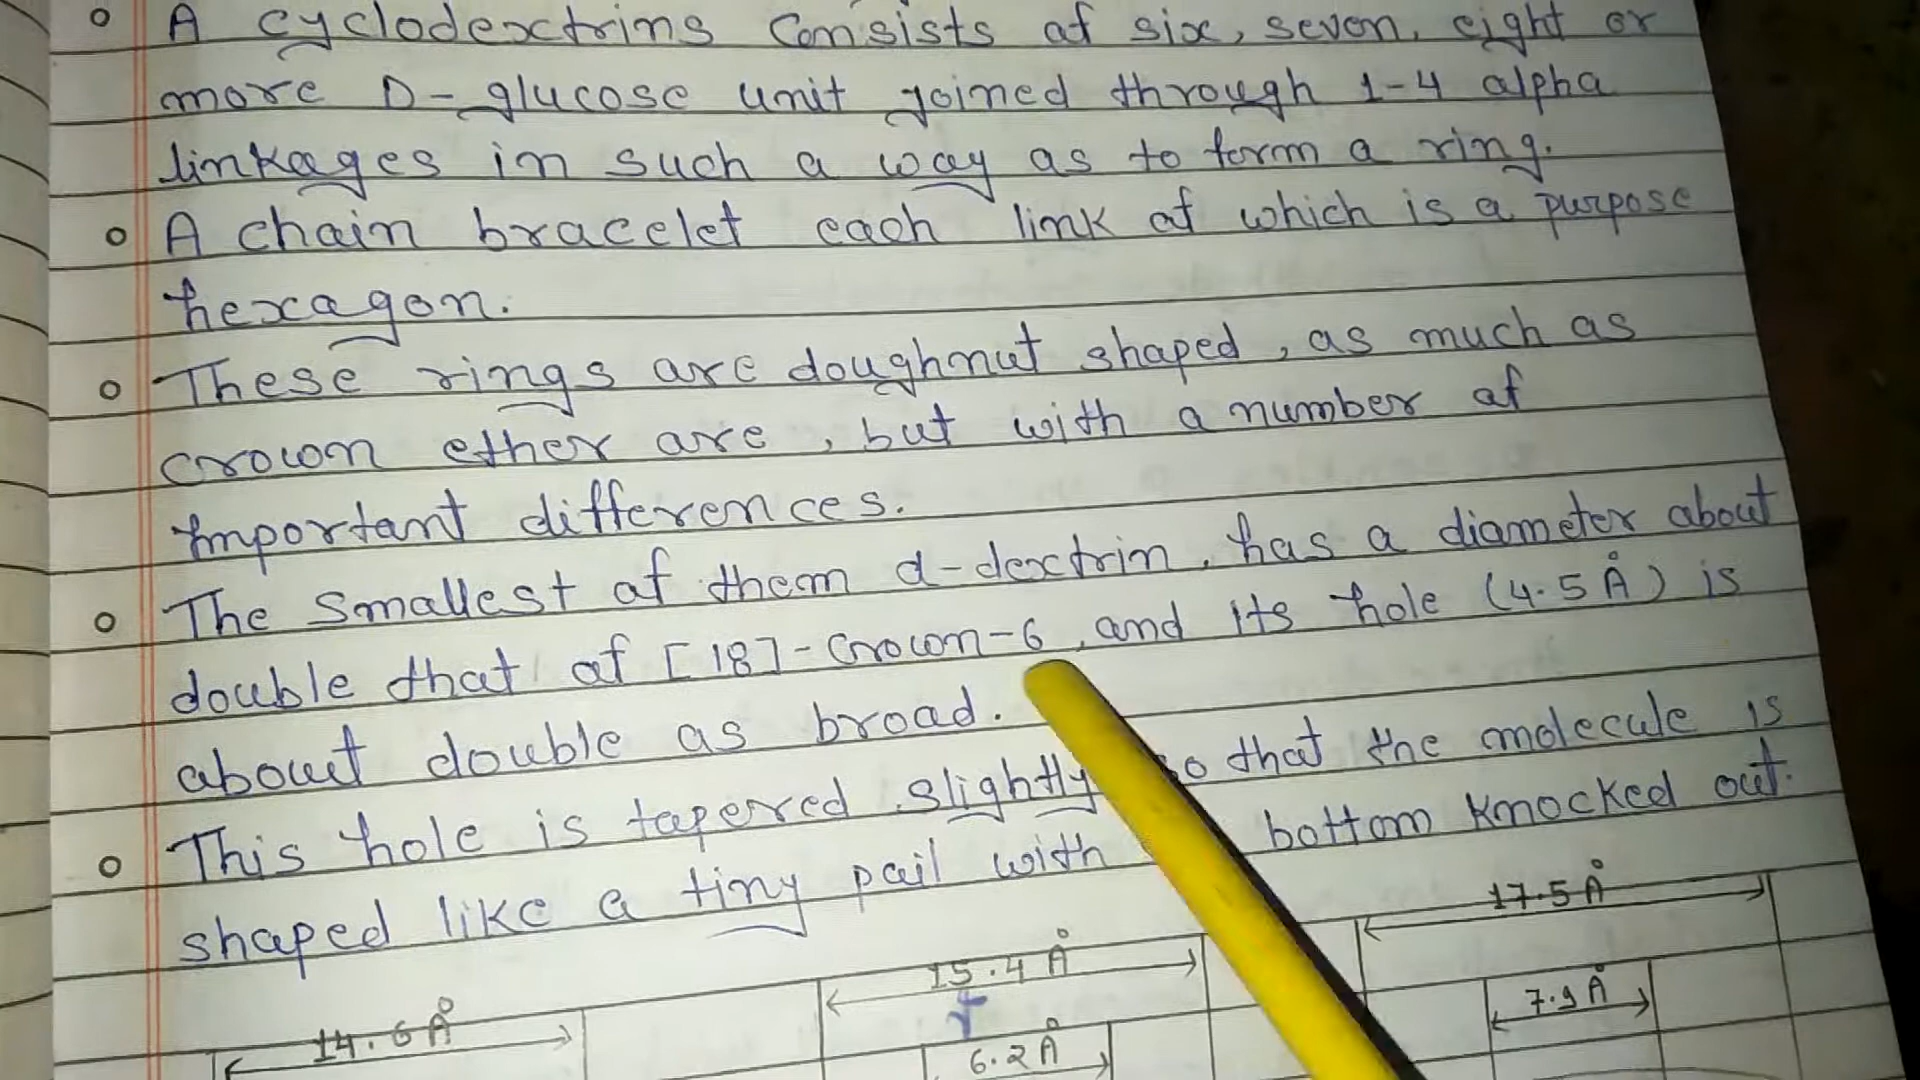 A cyclodextrins consists of six, seven, eight or
more D-glucose unit joined through 1-4 alpha
linkages in such a way as to form a ring.
A chain bracelet each link of which is a purpose
hexagon.
These rings are doughnut shaped, as much as
crown ether are, but with a number of
important differences.
The smallest of them α-dextrin, has a diameter about
double that of [18]-crown-6, and its hole (4.5 Å) is
about double as broad.
This hole is tapered slightly so that the molecule is
shaped like a tiny pail with bottom knocked out.
17.5 Å
15.4 Å
7.9 Å
14.6 Å
6.2 Å